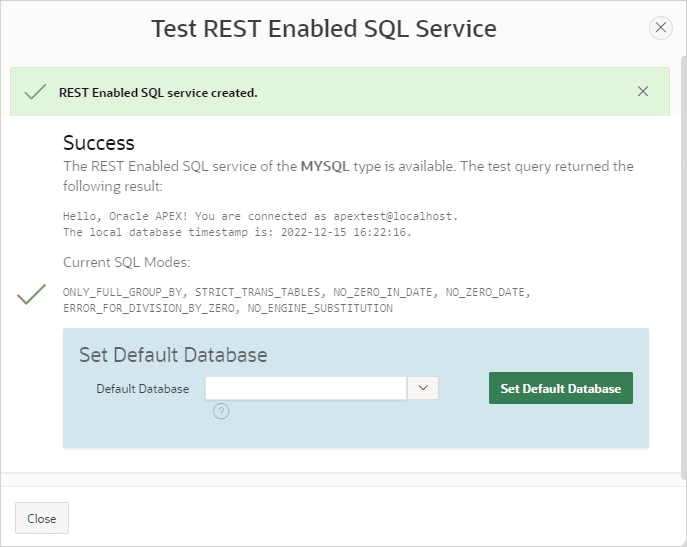 Test REST Enabled SQL Service
REST Enabled SQL service created.
Success
The REST Enabled SQL service of the MYSQL type is available. The test query returned the
following result:
Hello, Oracle APEX! You are connected as apextest@localhost.
The local database timestamp is: 2022-12-15 16:22:16.
Current SQL Modes:
ONLY_FULL_GROUP_BY, STRICT_TRANS_TABLES, NO_ZERO_IN_DATE, NO_ZERO_DATE,
ERROR_FOR_DIVISION_BY_ZERO, NO_ENGINE_SUBSTITUTION
Set Default Database
Default Database
Set Default Database
?
Close